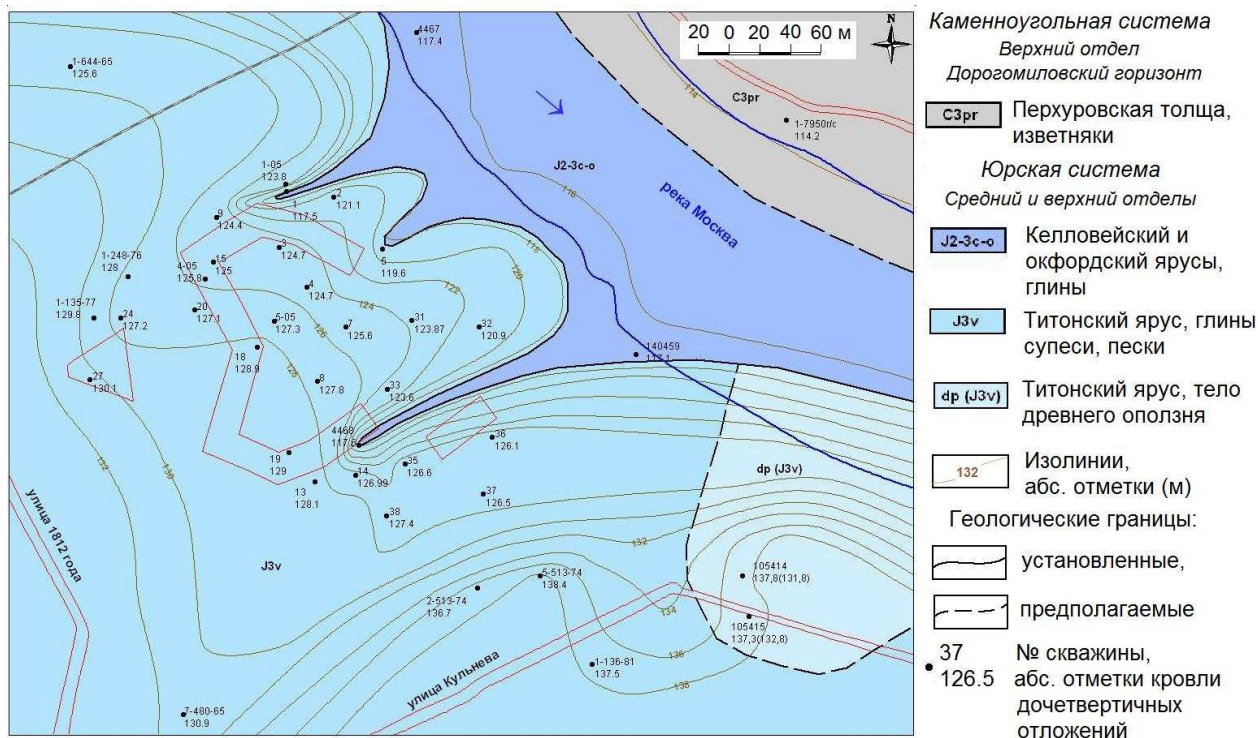 4467
117.4
20 0 20 40 60 м
N
1-644-65
125.6
114
C3pr
1-7950г/с
114.2
1-05
123.8
J2-3c-o
116
река Москва
2
121.1
1
117.5
9
124.4
3
124.7
5
119.6
118
120
122
124
126
128
1-248-76
128
4-05
125.8
15
125
4
124.7
1-135-77
129.8
24
127.2
20
127.1
5-05
127.3
7
125.6
31
123.87
32
120.9
140459
117.1
18
128.9
27
130.1
8
127.8
33
123.6
4468
117.6
36
126.1
19
129
35
126.6
14
126.99
13
128.1
37
126.5
38
127.4
132
130
dp (J3v)
улица 1812 года
J3v
132
5-513-74
138.4
2-513-74
136.7
105414
137,8(131,8)
134
105415
137,3(132,8)
136
138
1-136-81
137.5
улица Кульнева
7-480-65
130.9
Каменноугольная система
Верхний отдел
Дорогомиловский горизонт
C3pr Перхуровская толща,
изветняки
Юрская система
Средний и верхний отделы
J2-3c-o Келловейский и
окфордский ярусы,
глины
J3v Титонский ярус, глины
супеси, пески
dp (J3v) Титонский ярус, тело
древнего оползня
132 Изолинии,
абс. отметки (м)
Геологические границы:
установленные,
предполагаемые
37 № скважины,
126.5 абс. отметки кровли
дочетвертичных
отложений